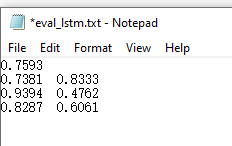 *eval_lstm.txt - Notepad
File Edit Format View Help
0.7593
0.7381 0.8333
0.9394 0.4762
0.8287 0.6061